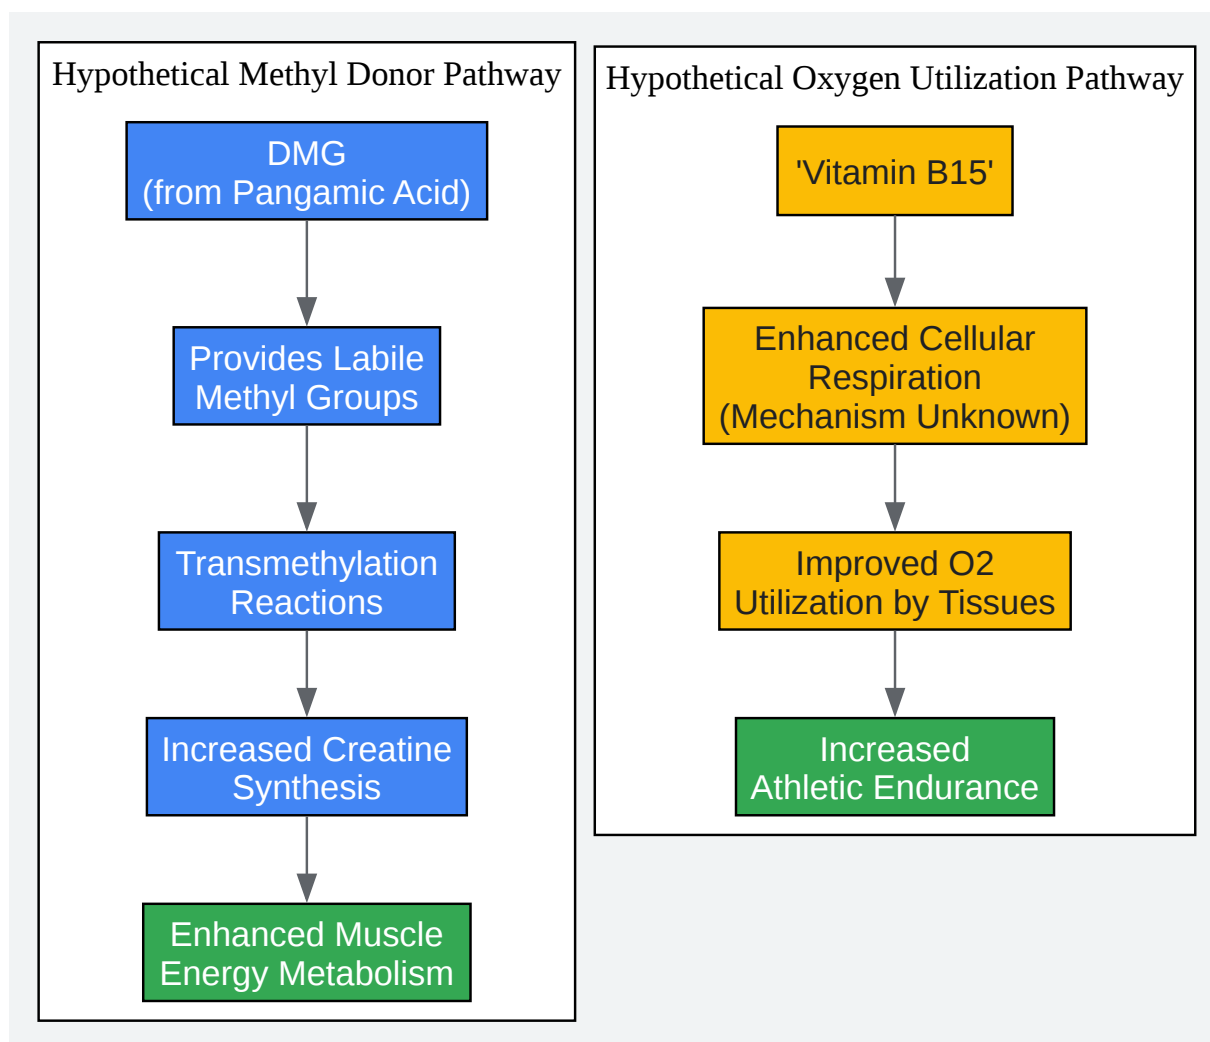 Hypothetical Methyl Donor Pathway
DMG
(from Pangamic Acid)
Provides Labile
Methyl Groups
Transmethylation
Reactions
Increased Creatine
Synthesis
Enhanced Muscle
Energy Metabolism
Hypothetical Oxygen Utilization Pathway
'Vitamin B15'
Enhanced Cellular
Respiration
(Mechanism Unknown)
Improved O2
Utilization by Tissues
Increased
Athletic Endurance